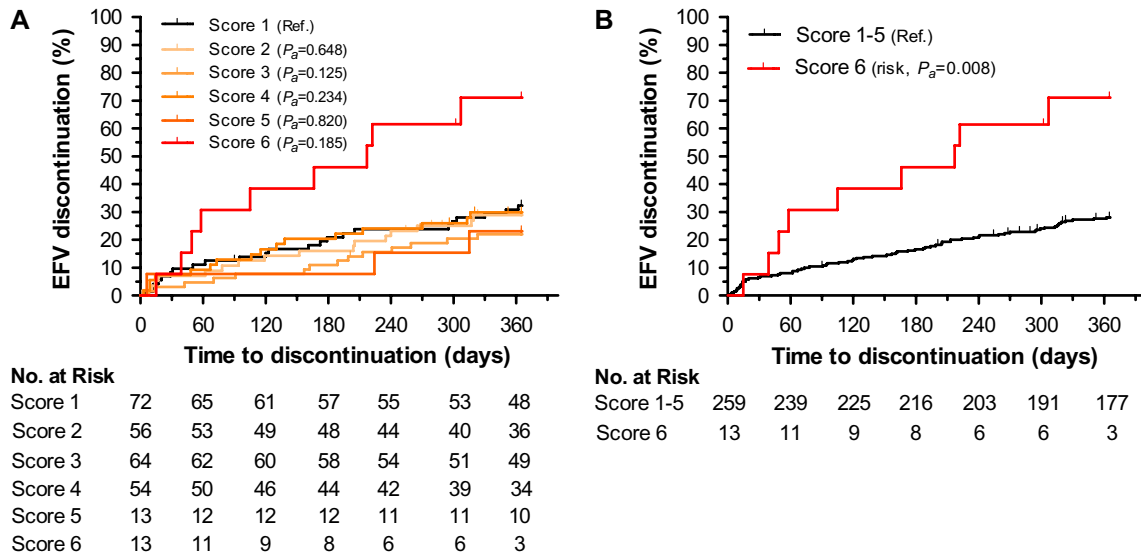 A
EFV discontinuation (%)
100
90
80
70
60
50
40
30
20
10
0
Score 1 (Ref.)
Score 2 (Pa=0.648)
Score 3 (Pa=0.125)
Score 4 (Pa=0.234)
Score 5 (Pa=0.820)
Score 6 (Pa=0.185)
0 60 120 180 240 300 360
Time to discontinuation (days)
No. at Risk
Score 1 72 65 61 57 55 53 48
Score 2 56 53 49 48 44 40 36
Score 3 64 62 60 58 54 51 49
Score 4 54 50 46 44 42 39 34
Score 5 13 12 12 12 11 11 10
Score 6 13 11 9 8 6 6 3
B
EFV discontinuation (%)
100
90
80
70
60
50
40
30
20
10
0
Score 1-5 (Ref.)
Score 6 (risk, Pa=0.008)
0 60 120 180 240 300 360
Time to discontinuation (days)
No. at Risk
Score 1-5 259 239 225 216 203 191 177
Score 6 13 11 9 8 6 6 3